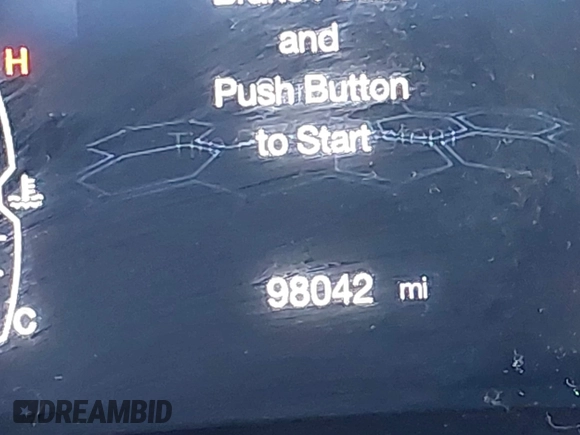 H
and
Push Button
to Start
98042 mi
C
DREAMBID